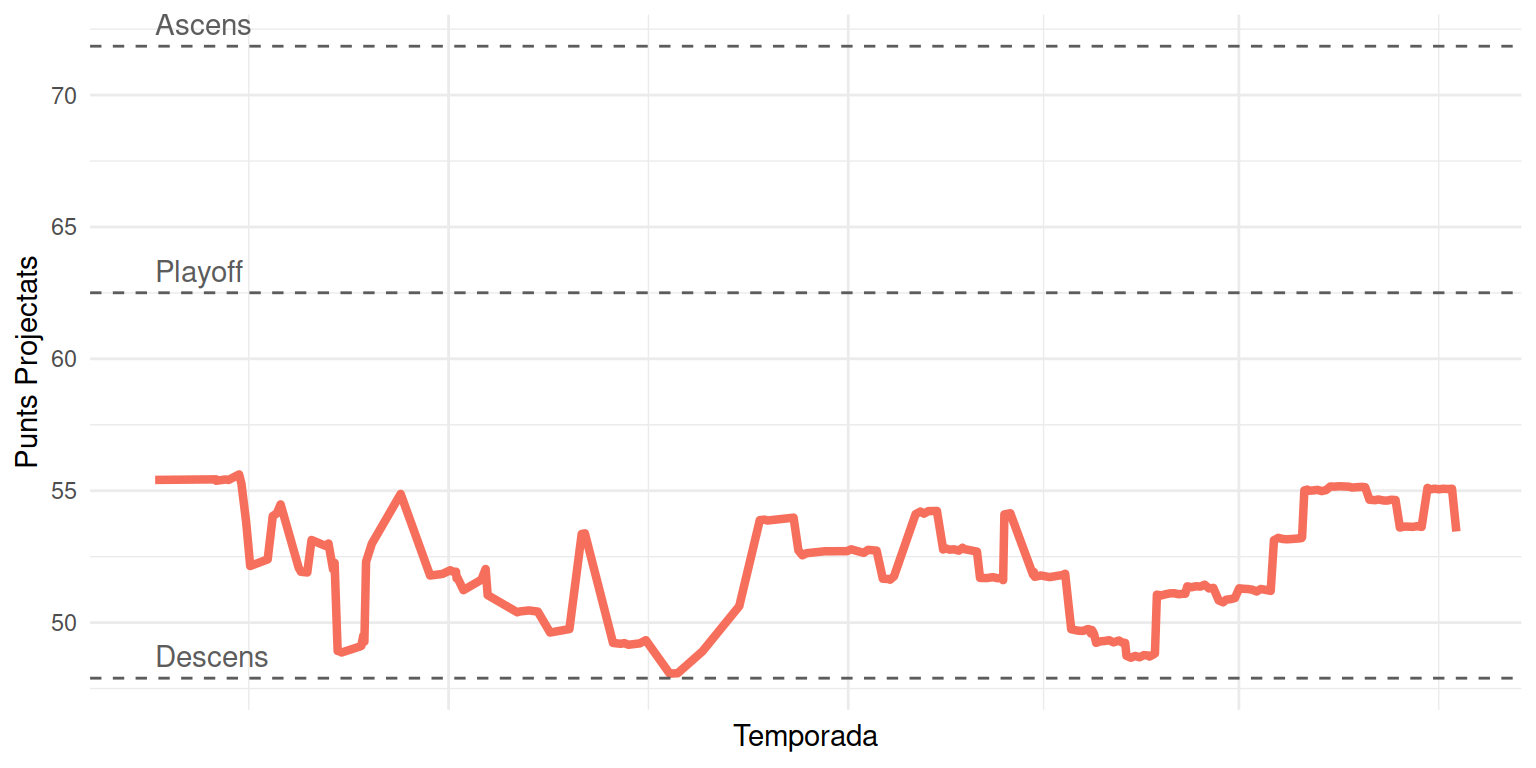 Ascens
70
65
Playoff
60
55
50
Descens
Punts Projectats
Temporada